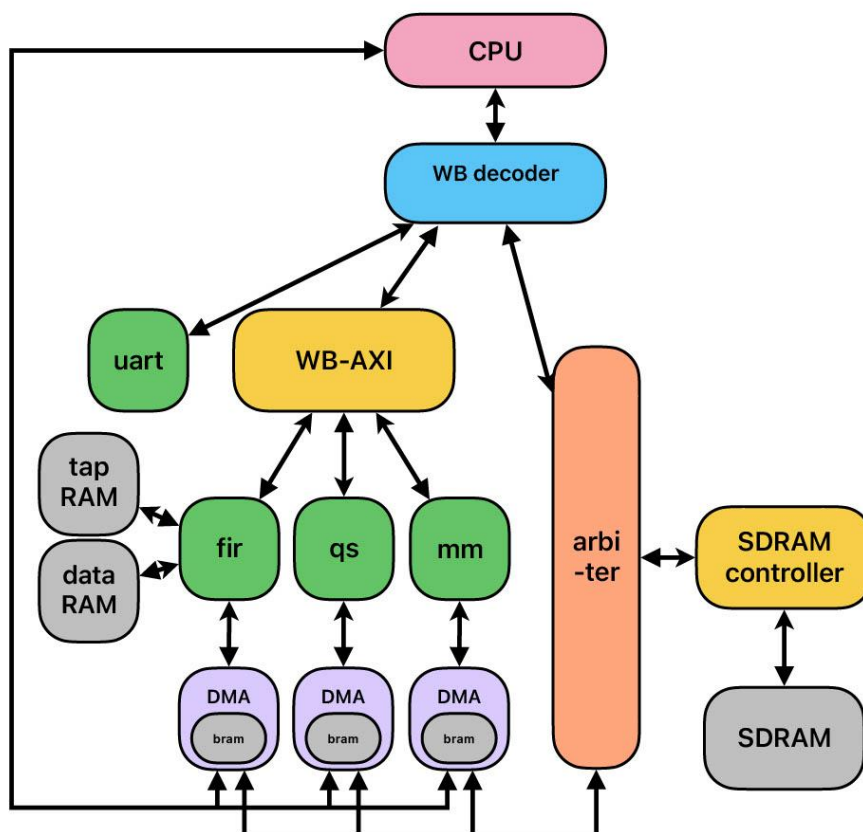 CPU
WB decoder
uart
WB-AXI
tap
RAM
data
RAM
fir
qs
mm
arbi
-ter
SDRAM
controller
DMA
bram
DMA
bram
DMA
bram
SDRAM